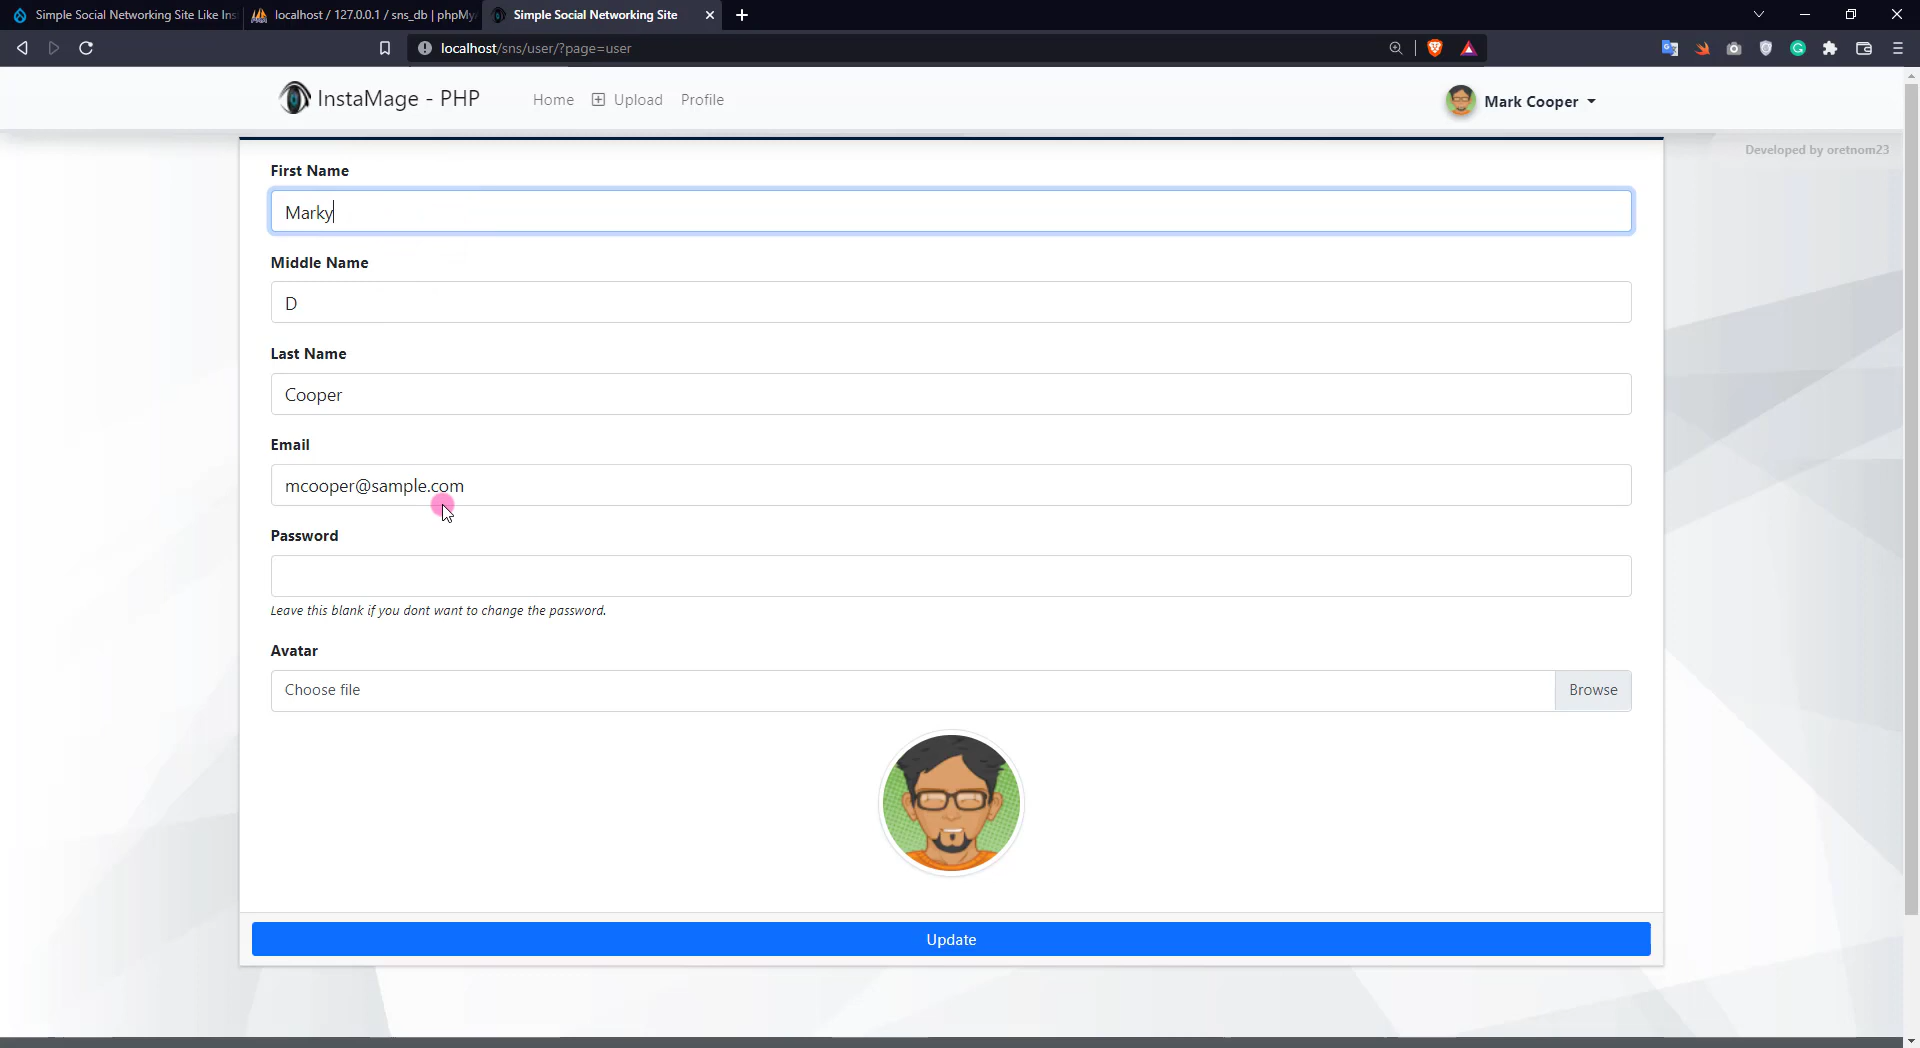 Simple Social Networking Site Like Ins
localhost / 127.0.0.1 / sns_db | phpMy
Simple Social Networking Site
localhost/sns/user/?page=user
InstaMage - PHP
Home
Upload
Profile
Mark Cooper
Developed by oretnom23
First Name
Marky
Middle Name
D
Last Name
Cooper
Email
mcooper@sample.com
Password
Leave this blank if you dont want to change the password.
Avatar
Choose file
Browse
Update